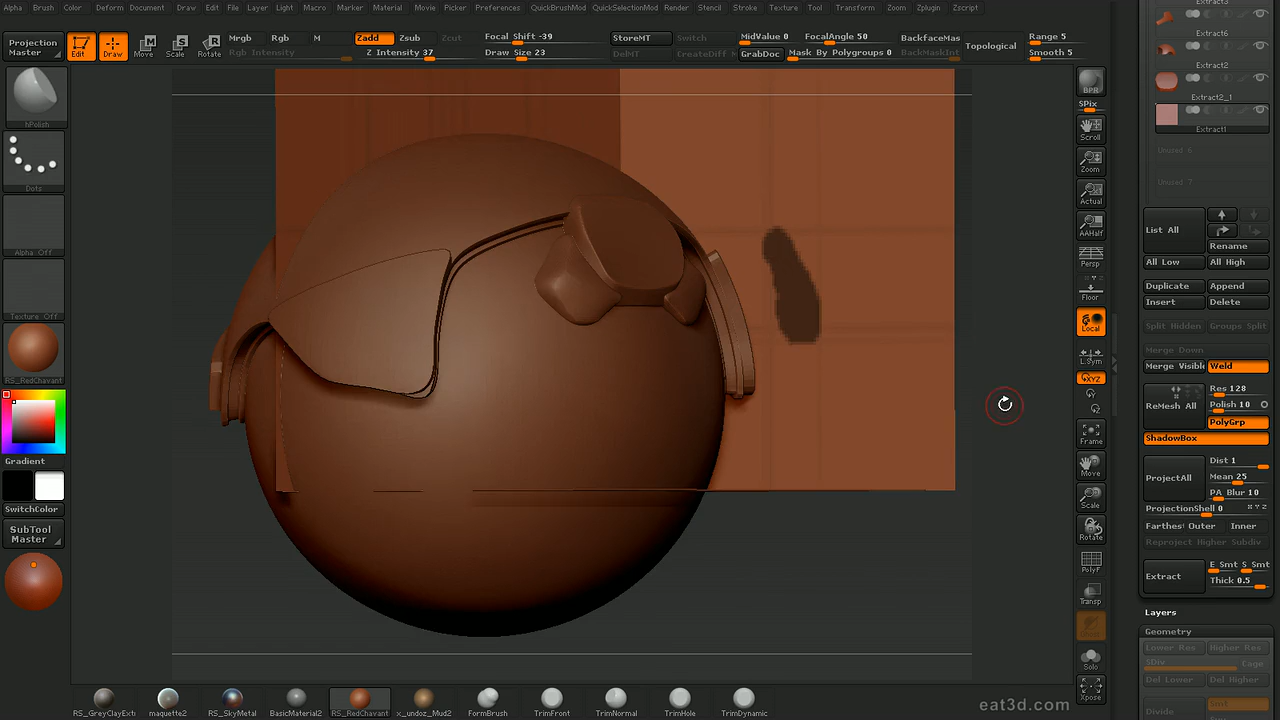 Alpha Brush Color Deform Document Draw Edit File Layer Light Macro Marker Material Movie Picker Preferences QuickBrushMod QuickSelectionMod Render Stencil Stroke Texture Tool Transform Zoom Zplugin Zscript
Projection Master
Edit
Draw
Move
Scale
Rotate
Mrgb Rgb M
Rgb Intensity
Zadd Zsub Zcut
Z Intensity 37
Focal Shift -39
Draw Size 23
StoreMT Switch
DelMT CreateDiff
MidValue 0 FocalAngle 50 BackfaceMas
GrabDoc Mask By Polygroups 0 BackMaskInt
Topological
Range 5
Smooth 5
hPolish
Dots
Alpha Off
Texture Off
RS_RedChavant
Gradient
SwitchColor
SubTool Master
BPR
SPix
Scroll
Zoom
Actual
AAHalf
Persp
Floor
Local
L.Sym
XYZ
Frame
Move
Scale
Rotate
PolyF
Transp
Ghost
Solo
Xpose
Extract3
Extract6
Extract2
Extract2_1
Extract1
Unused 6
Unused 7
List All
Rename
All Low All High
Duplicate Append
Insert Delete
Split Hidden Groups Split
Merge Down
Merge Visibl Weld
ReMesh All
Res 128
Polish 10
PolyGrp
ShadowBox
ProjectAll
Dist 1
Mean 25
PA Blur 10
ProjectionShell 0
Farthest Outer Inner
Reproject Higher Subdiv
Extract
E Smt S Smt
Thick 0.5
Layers
Geometry
Lower Res Higher Res
SDiv Cage
Del Lower Del Higher
Divide
Smt
RS_GreyClayExt
maquette2
RS_SkyMetal
BasicMaterial2
RS_RedChavant
x_undoz_Mud2
FormBrush
TrimFront
TrimNormal
TrimHole
TrimDynamic
eat3d.com